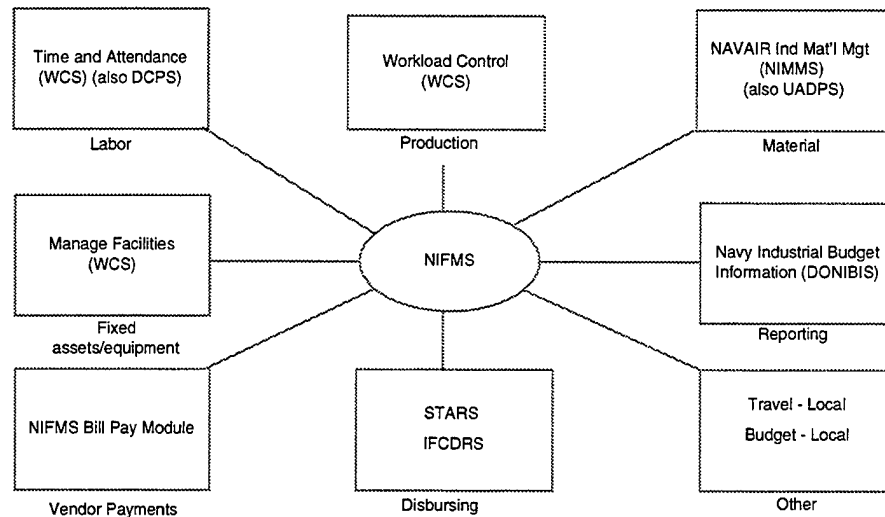 Time and Attendance
(WCS) (also DCPS)
Labor
Workload Control
(WCS)
Production
NAVAIR Ind Mat'l Mgt
(NIMMS)
(also UADPS)
Material
Manage Facilities
(WCS)
Fixed
assets/equipment
NIFMS
Navy Industrial Budget
Information (DONIBIS)
Reporting
NIFMS Bill Pay Module
Vendor Payments
STARS
IFCDRS
Disbursing
Travel - Local
Budget - Local
Other